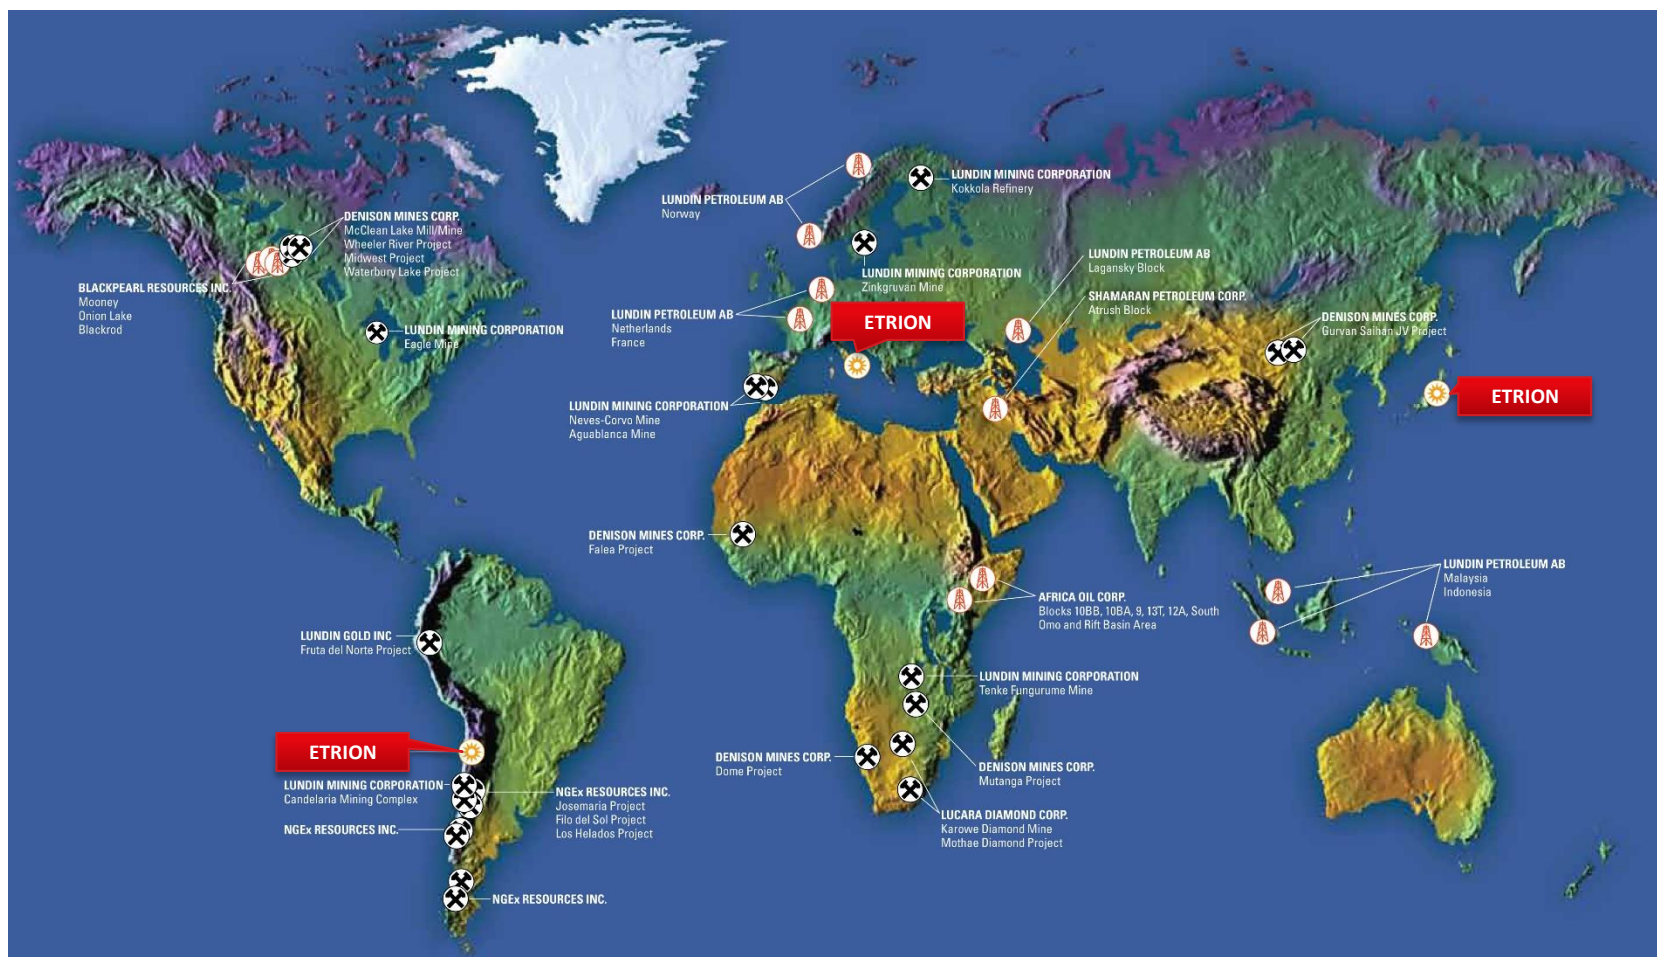 LUNDIN MINING CORPORATION
Kokkola Refinery
LUNDIN PETROLEUM AB
Norway
DENISON MINES CORP.
McClean Lake Mill/Mine
Wheeler River Project
Midwest Project
Waterbury Lake Project
BLACKPEARL RESOURCES INC.
Mooney
Onion Lake
Blackrod
LUNDIN MINING CORPORATION
Eagle Mine
LUNDIN MINING CORPORATION
Zinkgruvan Mine
LUNDIN PETROLEUM AB
Lagansky Block
SHAMARAN PETROLEUM CORP.
Atrush Block
LUNDIN PETROLEUM AB
Netherlands
France
ETRION
DENISON MINES CORP.
Gurvan Saihan JV Project
ETRION
LUNDIN MINING CORPORATION
Neves-Corvo Mine
Aguablanca Mine
DENISON MINES CORP.
Falea Project
LUNDIN PETROLEUM AB
Malaysia
Indonesia
AFRICA OIL CORP.
Blocks 10BB, 10BA, 9, 13T, 12A, South
Omo and Rift Basin Area
LUNDIN GOLD INC
Fruta del Norte Project
LUNDIN MINING CORPORATION
Tenke Fungurume Mine
ETRION
DENISON MINES CORP.
Dome Project
DENISON MINES CORP.
Mutanga Project
LUNDIN MINING CORPORATION
Candelaria Mining Complex
NGEx RESOURCES INC.
Josemaria Project
Filo del Sol Project
Los Helados Project
NGEx RESOURCES INC.
LUCARA DIAMOND CORP.
Karowe Diamond Mine
Mothae Diamond Project
NGEx RESOURCES INC.